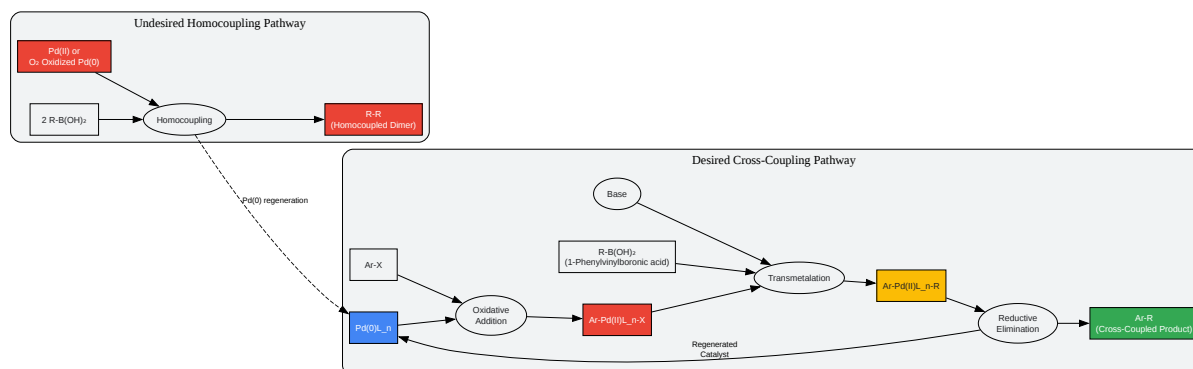 Undesired Homocoupling Pathway
Pd(II) or
O₂ Oxidized Pd(0)
2 R-B(OH)₂
Homocoupling
R-R
(Homocoupled Dimer)
Pd(0) regeneration
Desired Cross-Coupling Pathway
Base
R-B(OH)₂
(1-Phenylvinylboronic acid)
Ar-X
Transmetalation
Ar-Pd(II)L_n-R
Oxidative
Addition
Ar-Pd(II)L_n-X
Pd(0)L_n
Reductive
Elimination
Ar-R
(Cross-Coupled Product)
Regenerated
Catalyst